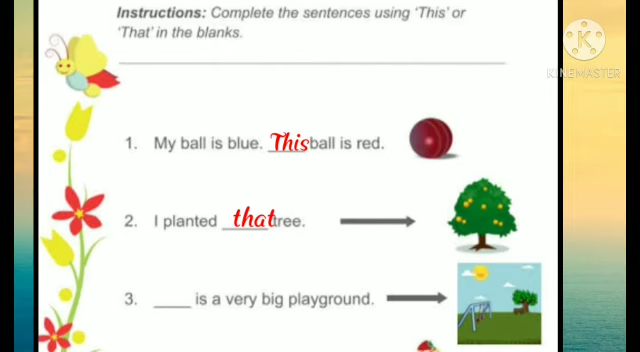 Instructions: Complete the sentences using ‘This’ or
‘That’ in the blanks.
KINEMASTER
1. My ball is blue. This ball is red.
2. I planted that tree.
3. ____ is a very big playground.